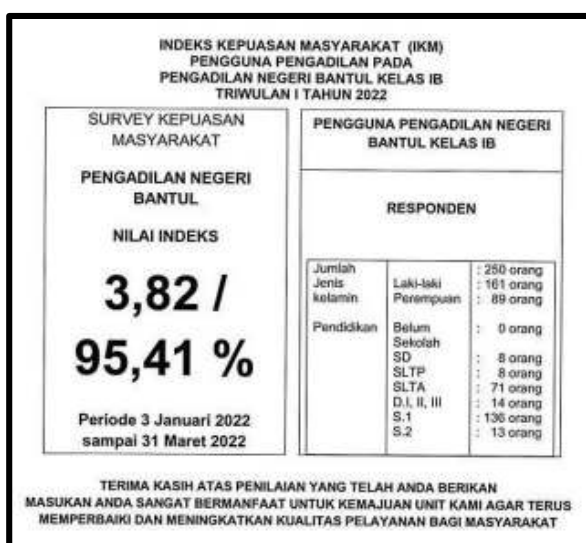 INDEKS KEPUASAN MASYARAKAT (IKM)
PENGGUNA PENGADILAN PADA
PENGADILAN NEGERI BANTUL KELAS IB
TRIWULAN I TAHUN 2022
SURVEY KEPUASAN
MASYARAKAT
PENGADILAN NEGERI
BANTUL
NILAI INDEKS
3,82 /
95,41 %
Periode 3 Januari 2022
sampai 31 Maret 2022
PENGGUNA PENGADILAN NEGERI
BANTUL KELAS IB
RESPONDEN
Jumlah : 250 orang
Jenis Laki-laki : 161 orang
kelamin Perempuan : 89 orang
Pendidikan Belum : 0 orang
Sekolah
SD : 8 orang
SLTP : 8 orang
SLTA : 71 orang
D.I, II, III : 14 orang
S.1 : 136 orang
S.2 : 13 orang
TERIMA KASIH ATAS PENILAIAN YANG TELAH ANDA BERIKAN
MASUKAN ANDA SANGAT BERMANFAAT UNTUK KEMAJUAN UNIT KAMI AGAR TERUS
MEMPERBAIKI DAN MENINGKATKAN KUALITAS PELAYANAN BAGI MASYARAKAT